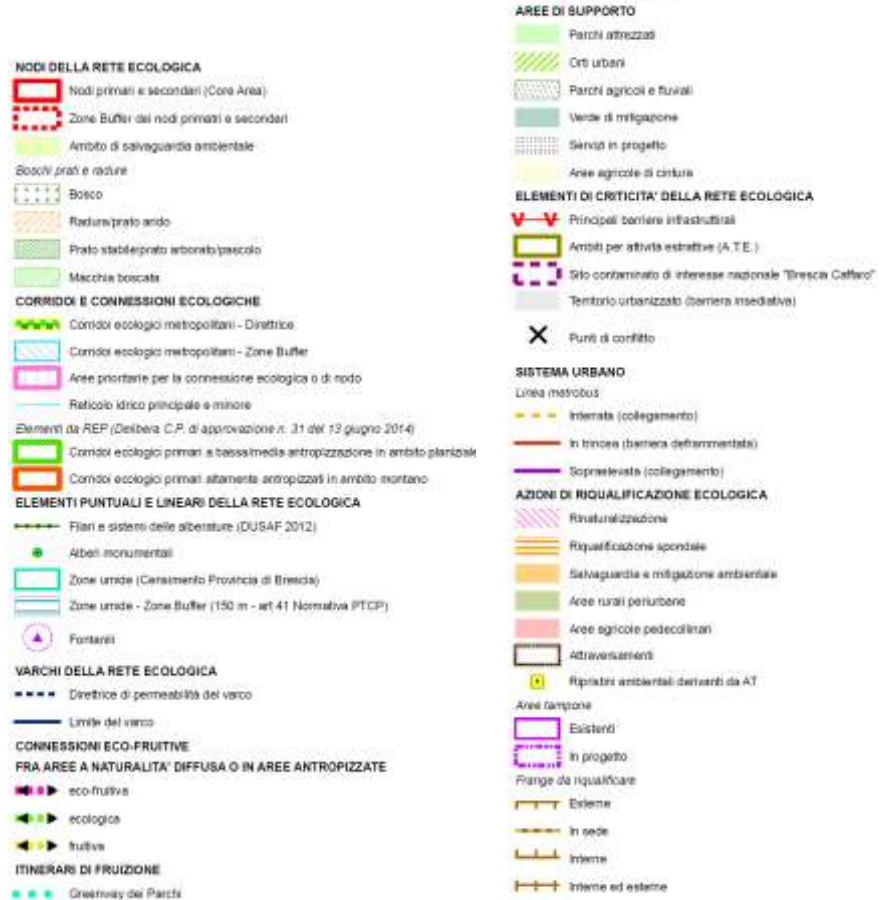 NODI DELLA RETE ECOLOGICA
Nodi primari e secondari (Core Area)
Zone Buffer dei nodi primatri e secondari
Ambito di salvaguardia ambientale
Boschi prati e radure
Bosco
Radura/prato arido
Prato stabile/prato arborato/pascolo
Macchia boscata
CORRIDOI E CONNESSIONI ECOLOGICHE
Corridoi ecologici metropolitani - Direttrice
Corridoi ecologici metropolitani - Zone Buffer
Aree prioritarie per la connessione ecologica o di nodo
Reticolo idrico principale e minore
Elementi da REP (Delibera C.P. di approvazione n. 31 del 13 giugno 2014)
Corridoi ecologici primari a bassa/media antropizzazione in ambito planiziale
Corridoi ecologici primari altamente antropizzati in ambito montano
ELEMENTI PUNTUALI E LINEARI DELLA RETE ECOLOGICA
Filari e sistemi delle alberature (DUSAF 2012)
Alberi monumentali
Zone umide (Censimento Provincia di Brescia)
Zone umide - Zone Buffer (150 m - art 41 Normativa PTCP)
Fontanili
VARCHI DELLA RETE ECOLOGICA
Direttrice di permeabilità del varco
Limite del varco
CONNESSIONI ECO-FRUITIVE
FRA AREE A NATURALITA' DIFFUSA O IN AREE ANTROPIZZATE
eco-fruitiva
ecologica
fruitiva
ITINERARI DI FRUIZIONE
Greenway dei Parchi
AREE DI SUPPORTO
Parchi attrezzati
Orti urbani
Parchi agricoli e fluviali
Verde di mitigazione
Servizi in progetto
Aree agricole di cintura
ELEMENTI DI CRITICITA' DELLA RETE ECOLOGICA
Principali barriere infrastrutturali
Ambiti per attività estrattive (A.T.E.)
Sito contaminato di interesse nazionale "Brescia Caffaro"
Territorio urbanizzato (barriera insediativa)
Punti di conflitto
SISTEMA URBANO
Linea metrobus
Interrata (collegamento)
In trincea (barriera deframmentata)
Sopraelevata (collegamento)
AZIONI DI RIQUALIFICAZIONE ECOLOGICA
Rinaturalizzazione
Riqualificazione spondale
Salvaguardia e mitigazione ambientale
Aree rurali periurbane
Aree agricole pedecollinari
Attraversamenti
Ripristini ambientali derivanti da AT
Aree tampone
Esistenti
In progetto
Frange da riqualificare
Esterne
In sede
Interne
Interne ed esterne